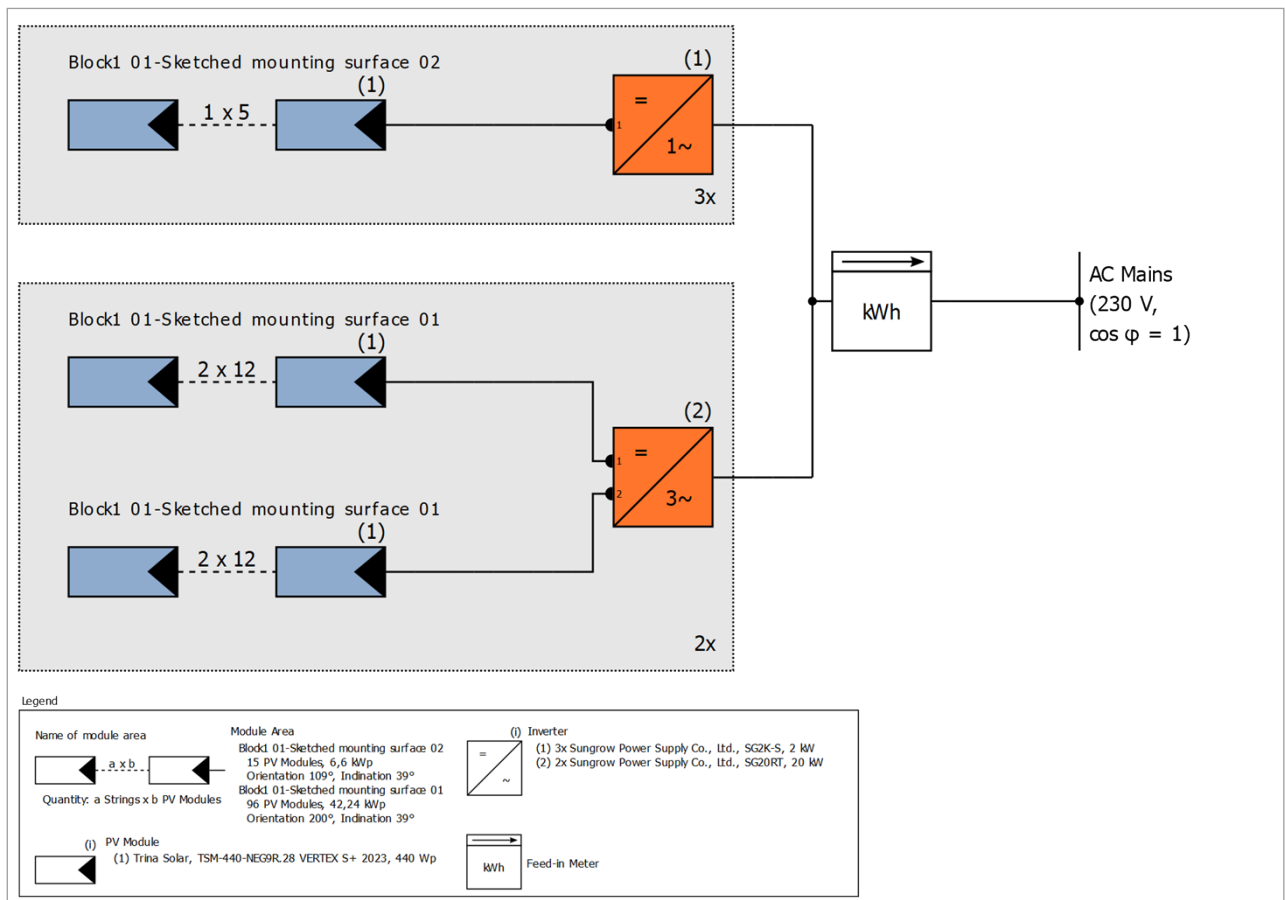 Block1 01-Sketched mounting surface 02
(1)
1 x 5
(1)
=
1
1~
3x
Block1 01-Sketched mounting surface 01
(1)
2 x 12
(2)
=
1
2
3~
Block1 01-Sketched mounting surface 01
(1)
2 x 12
2x
kWh
AC Mains
(230 V,
cos φ = 1)
Legend
Name of module area
a x b
Quantity: a Strings x b PV Modules
(i) PV Module
(1) Trina Solar, TSM-440-NEG9R.28 VERTEX S+ 2023, 440 Wp
Module Area
Block1 01-Sketched mounting surface 02
15 PV Modules, 6,6 kWp
Orientation 109°, Inclination 39°
Block1 01-Sketched mounting surface 01
96 PV Modules, 42,24 kWp
Orientation 200°, Inclination 39°
(i) Inverter
=
~
(1) 3x Sungrow Power Supply Co., Ltd., SG2K-S, 2 kW
(2) 2x Sungrow Power Supply Co., Ltd., SG20RT, 20 kW
kWh
Feed-in Meter